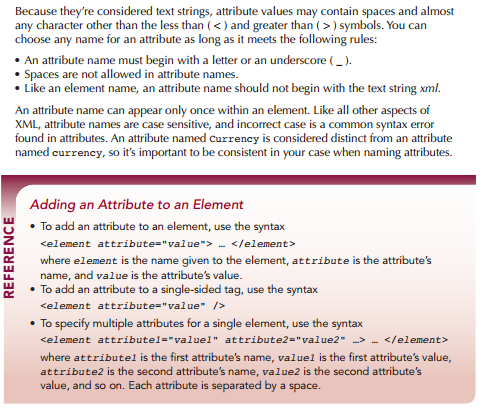 Because they're considered text strings, attribute values may contain spaces and almost
any character other than the less than ( < ) and greater than ( > ) symbols. You can
choose any name for an attribute as long as it meets the following rules:
• An attribute name must begin with a letter or an underscore ( _ ).
• Spaces are not allowed in attribute names.
• Like an element name, an attribute name should not begin with the text string xml.
An attribute name can appear only once within an element. Like all other aspects of
XML, attribute names are case sensitive, and incorrect case is a common syntax error
found in attributes. An attribute named Currency is considered distinct from an attribute
named currency, so it's important to be consistent in your case when naming attributes.
REFERENCE
Adding an Attribute to an Element
• To add an attribute to an element, use the syntax
<element attribute="value"> … </element>
where element is the name given to the element, attribute is the attribute's
name, and value is the attribute's value.
• To add an attribute to a single-sided tag, use the syntax
<element attribute="value" />
• To specify multiple attributes for a single element, use the syntax
<element attribute1="value1" attribute2="value2" …> … </element>
where attribute1 is the first attribute's name, value1 is the first attribute's value,
attribute2 is the second attribute's name, value2 is the second attribute's
value, and so on. Each attribute is separated by a space.